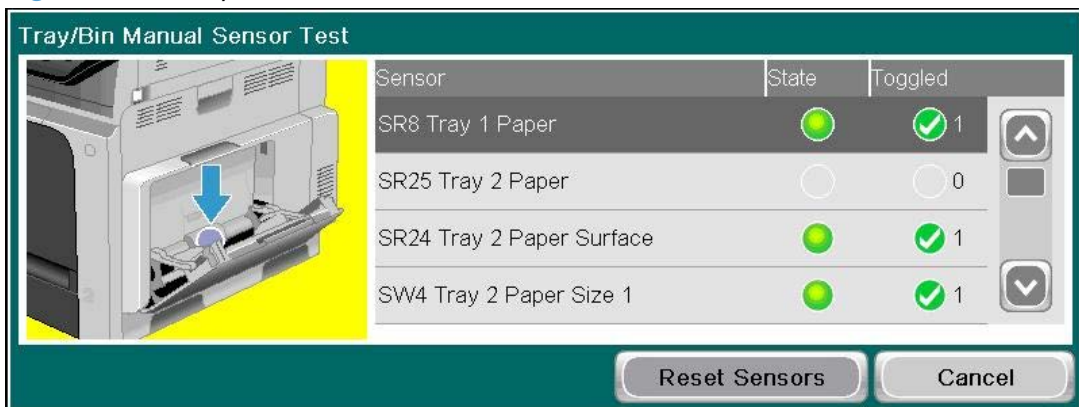 Tray/Bin Manual Sensor Test
Sensor State Toggled
SR8 Tray 1 Paper 1
SR25 Tray 2 Paper 0
SR24 Tray 2 Paper Surface 1
SW4 Tray 2 Paper Size 1 1
Reset Sensors Cancel